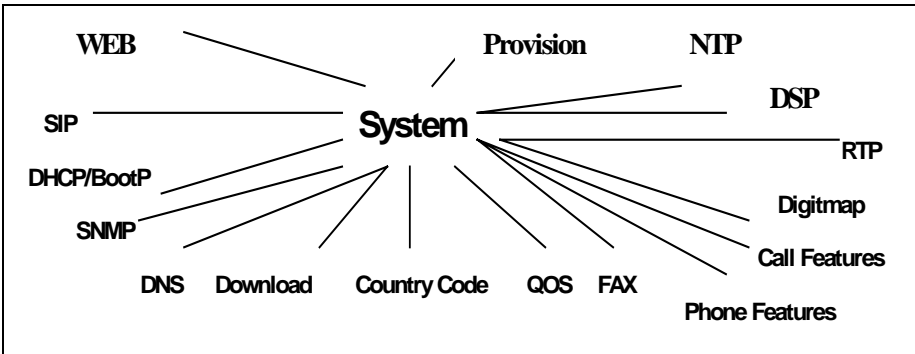 WEB Provision NTP
DSP
SIP System
RTP
DHCP/BootP
Digitmap
SNMP
Call Features
DNS Download Country Code QOS FAX
Phone Features